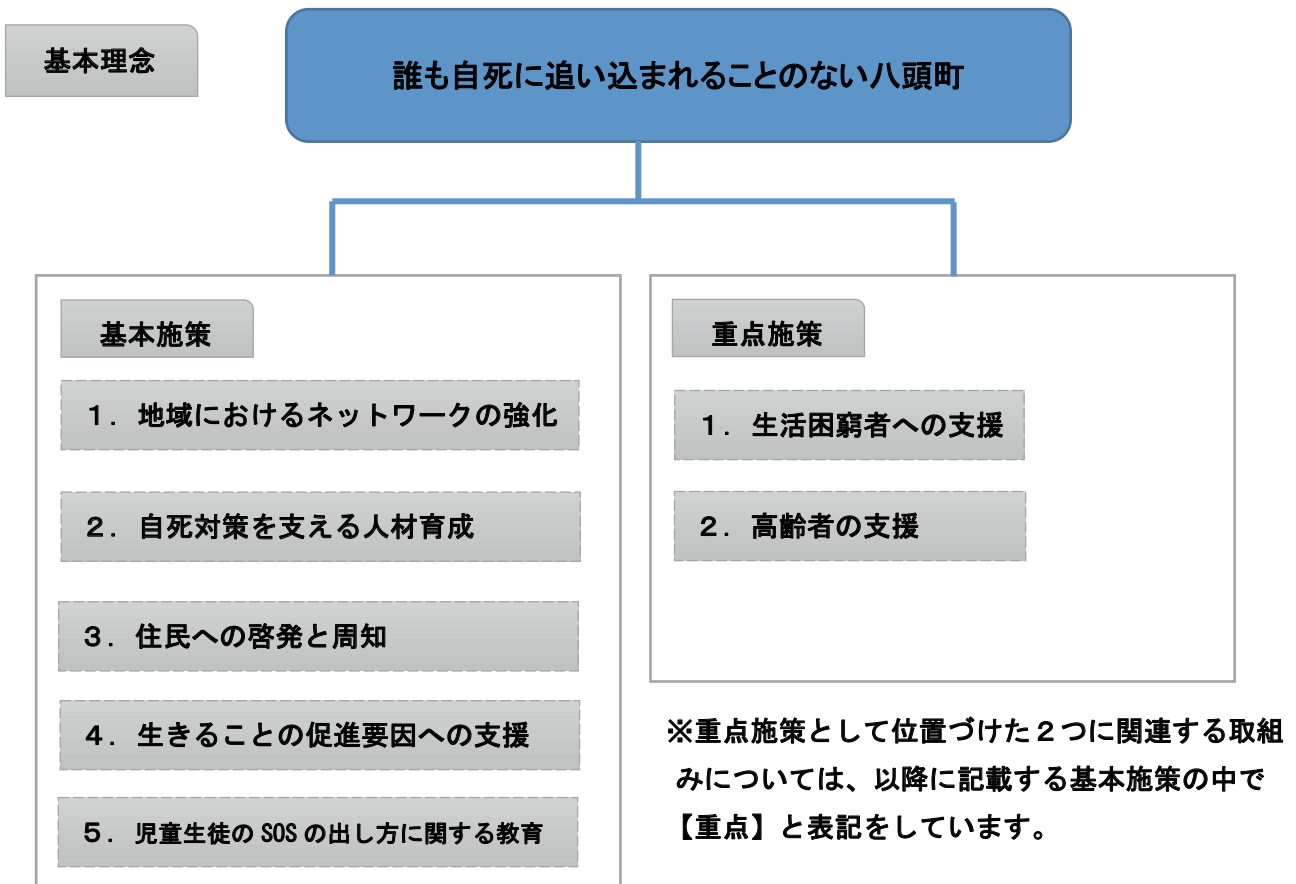 基本理念
誰も自死に追い込まれることのない八頭町
基本施策
１．地域におけるネットワークの強化
２．自死対策を支える人材育成
３．住民への啓発と周知
４．生きることの促進要因への支援
５．児童生徒の SOS の出し方に関する教育
重点施策
１．生活困窮者への支援
２．高齢者の支援
※重点施策として位置づけた２つに関連する取組
みについては、以降に記載する基本施策の中で
【重点】と表記をしています。